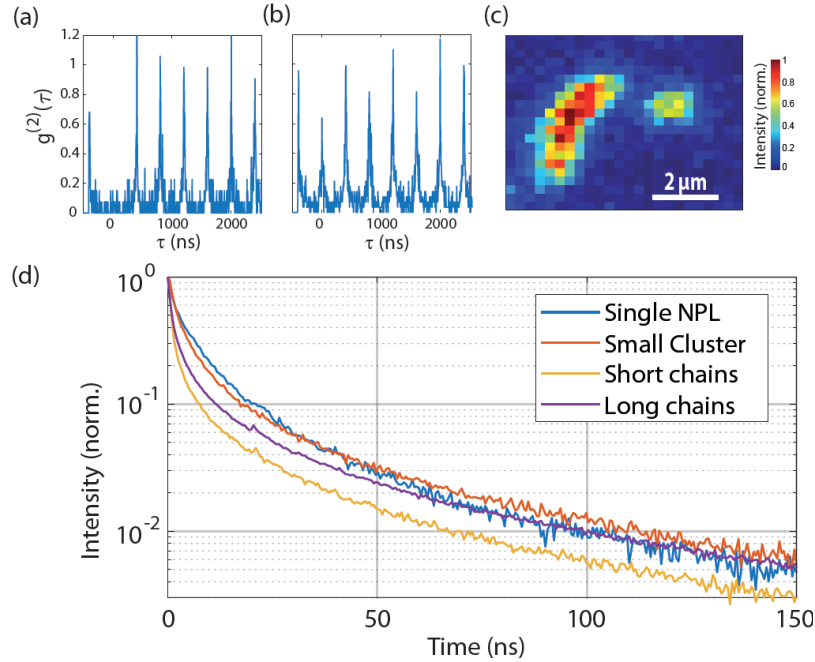 (a)
1.2
1
0.8
0.6
0.4
0.2
0
g(2)(τ)
0
1000
2000
τ (ns)
(b)
0
1000
2000
τ (ns)
(c)
2 μm
Intensity (norm.)
1
0.8
0.6
0.4
0.2
0
(d)
10⁰
10⁻¹
10⁻²
Intensity (norm.)
Single NPL
Small Cluster
Short chains
Long chains
0
50
100
150
Time (ns)